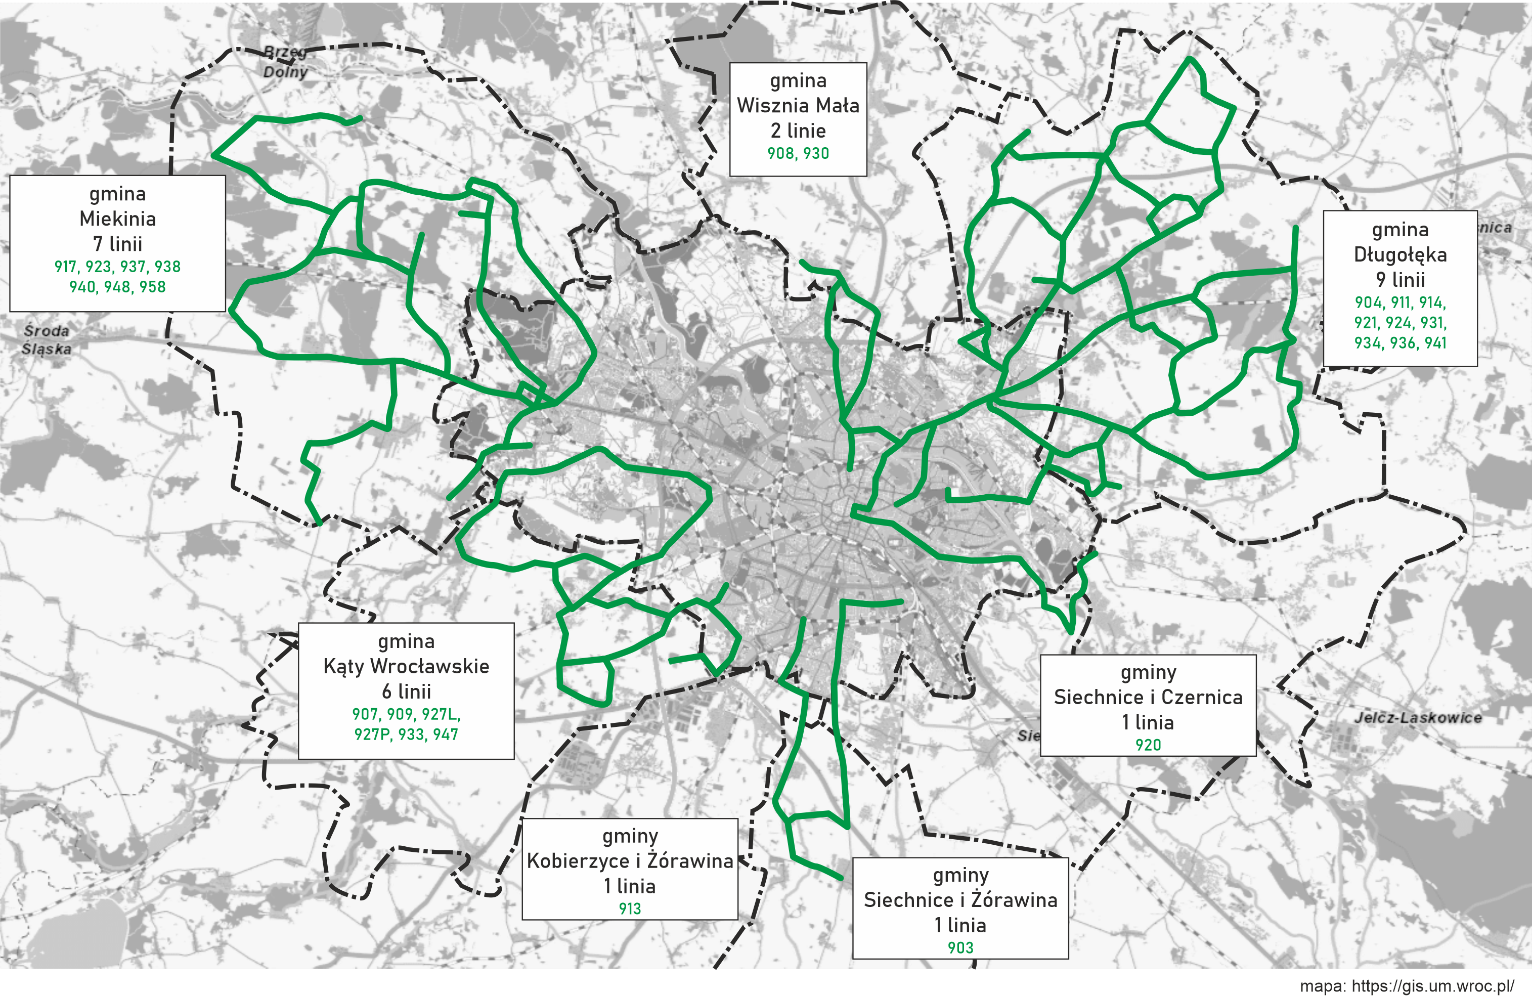 Brzeg
Dolny
gmina
Wisznia Mała
2 linie
908, 930
gmina
Miekinia
7 linii
917, 923, 937, 938
940, 948, 958
gmina
Długołęka
9 linii
904, 911, 914,
921, 924, 931,
934, 936, 941
śnica
Środa
Śląska
gmina
Kąty Wrocławskie
6 linii
907, 909, 927L,
927P, 933, 947
gminy
Siechnice i Czernica
1 linia
920
Sie
Jelcz-Laskowice
gminy
Kobierzyce i Żórawina
1 linia
913
gminy
Siechnice i Żórawina
1 linia
903
mapa: https://gis.um.wroc.pl/